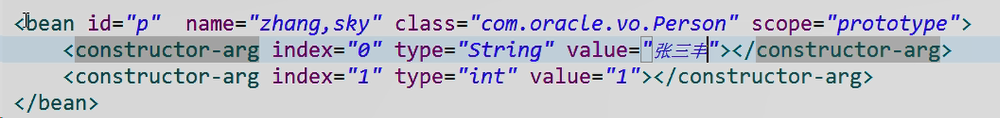 <bean id="p"  name="zhang,sky" class="com.oracle.vo.Person" scope="prototype">
    <constructor-arg index="0" type="String" value="张三丰"></constructor-arg>
    <constructor-arg index="1" type="int" value="1"></constructor-arg>
</bean>